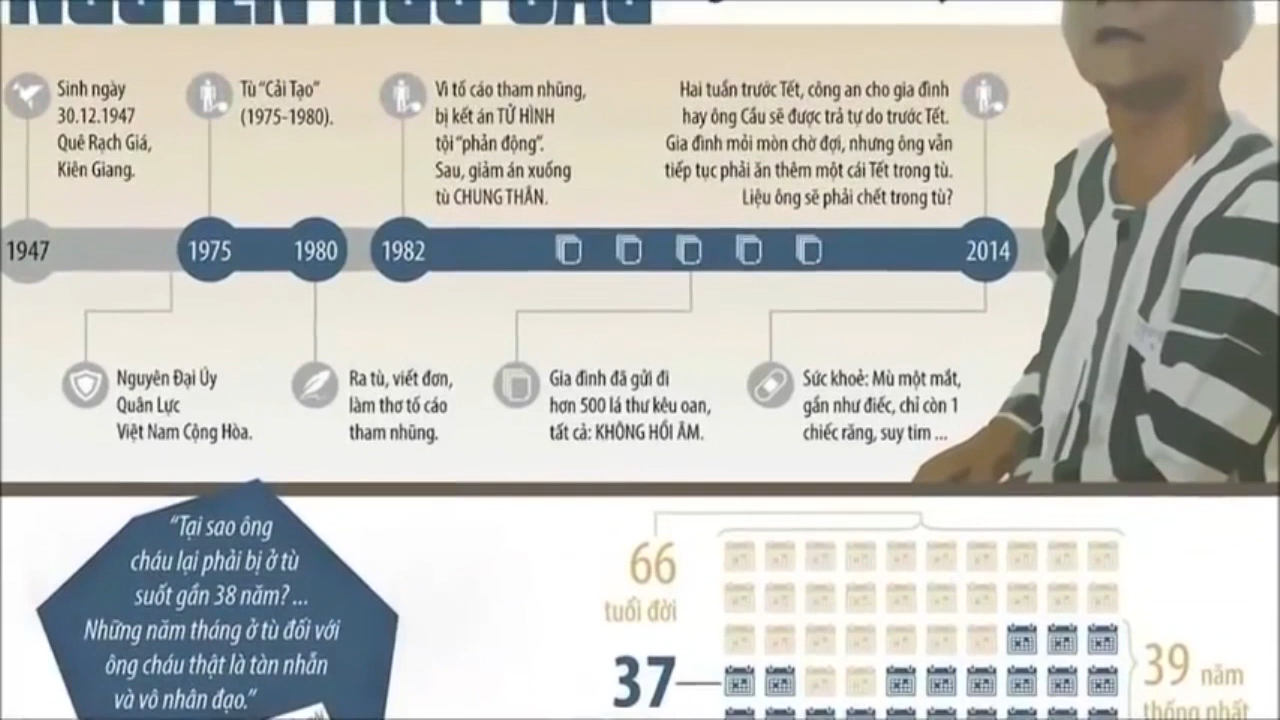 Sinh ngày
30.12.1947
Quê Rạch Giá,
Kiên Giang.
Tù "Cải Tạo"
(1975-1980).
Vì tố cáo tham nhũng,
bị kết án TỬ HÌNH
tội "phản động".
Sau, giảm án xuống
tù CHUNG THÂN.
Hai tuần trước Tết, công an cho gia đình
hay ông Cầu sẽ được trả tự do trước Tết.
Gia đình mỏi mòn chờ đợi, nhưng ông vẫn
tiếp tục phải ăn thêm một cái Tết trong tù.
Liệu ông sẽ phải chết trong tù?
1947
1975
1980
1982
2014
Nguyên Đại Úy
Quân Lực
Việt Nam Cộng Hòa.
Ra tù, viết đơn,
làm thơ tố cáo
tham nhũng.
Gia đình đã gửi đi
hơn 500 lá thư kêu oan,
tất cả: KHÔNG HỒI ÂM.
Sức khoẻ: Mù một mắt,
gần như điếc, chỉ còn 1
chiếc răng, suy tim ...
"Tại sao ông
cháu lại phải bị ở tù
suốt gần 38 năm? ...
Những năm tháng ở tù đối với
ông cháu thật là tàn nhẫn
và vô nhân đạo."
66
tuổi đời
37
39 năm
thống nhất